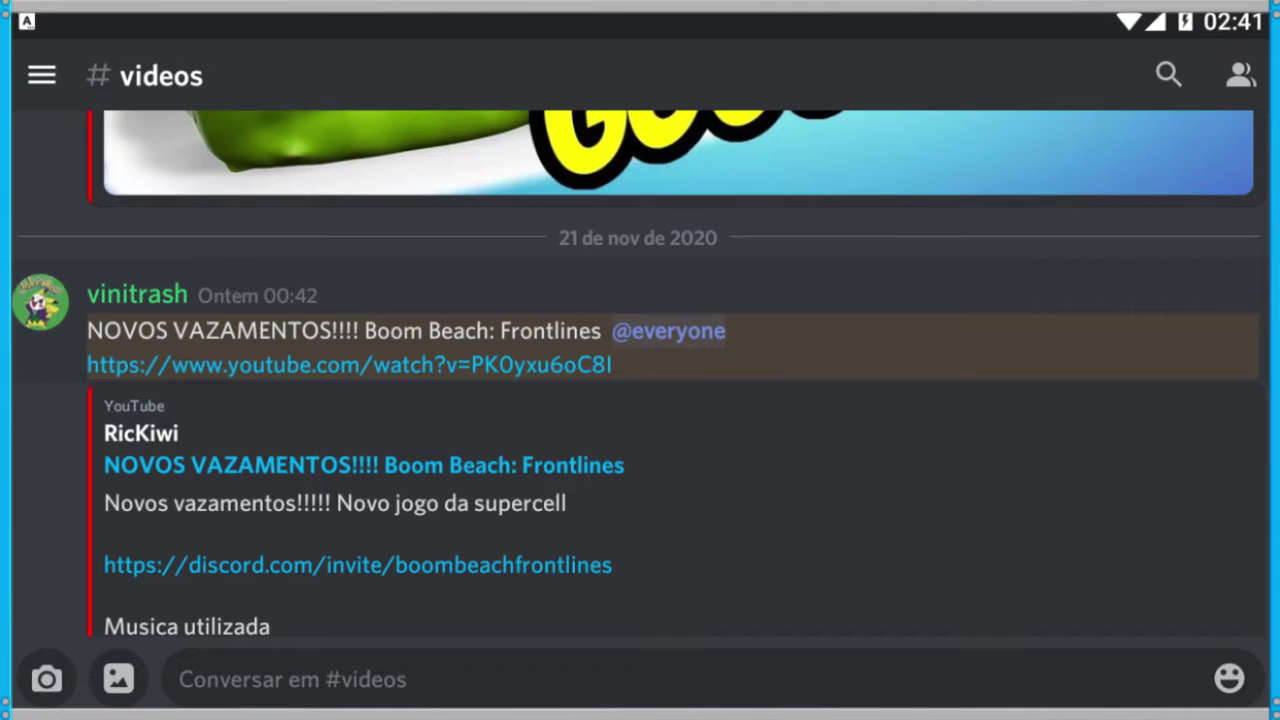 A
02:41
# videos
21 de nov de 2020
vinitrash Ontem 00:42
NOVOS VAZAMENTOS!!!! Boom Beach: Frontlines @everyone
https://www.youtube.com/watch?v=PK0yxu6oC8I
YouTube
RicKiwi
NOVOS VAZAMENTOS!!!! Boom Beach: Frontlines
Novos vazamentos!!!!! Novo jogo da supercell
https://discord.com/invite/boombeachfrontlines
Musica utilizada
Conversar em #videos